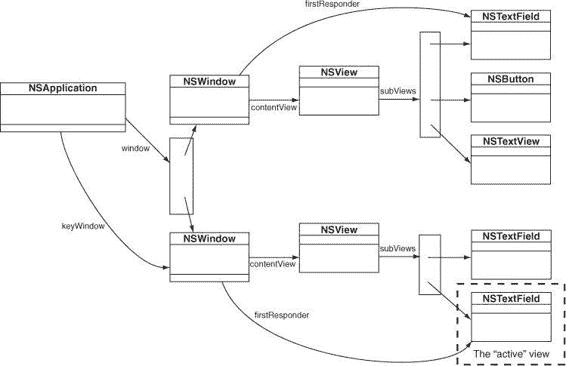 firstResponder
NSTextField
NSWindow
NSView
NSApplication
NSButton
contentView
subViews
window
NSTextView
keyWindow
NSWindow
NSView
NSTextField
contentView
subViews
NSTextField
firstResponder
The "active" view